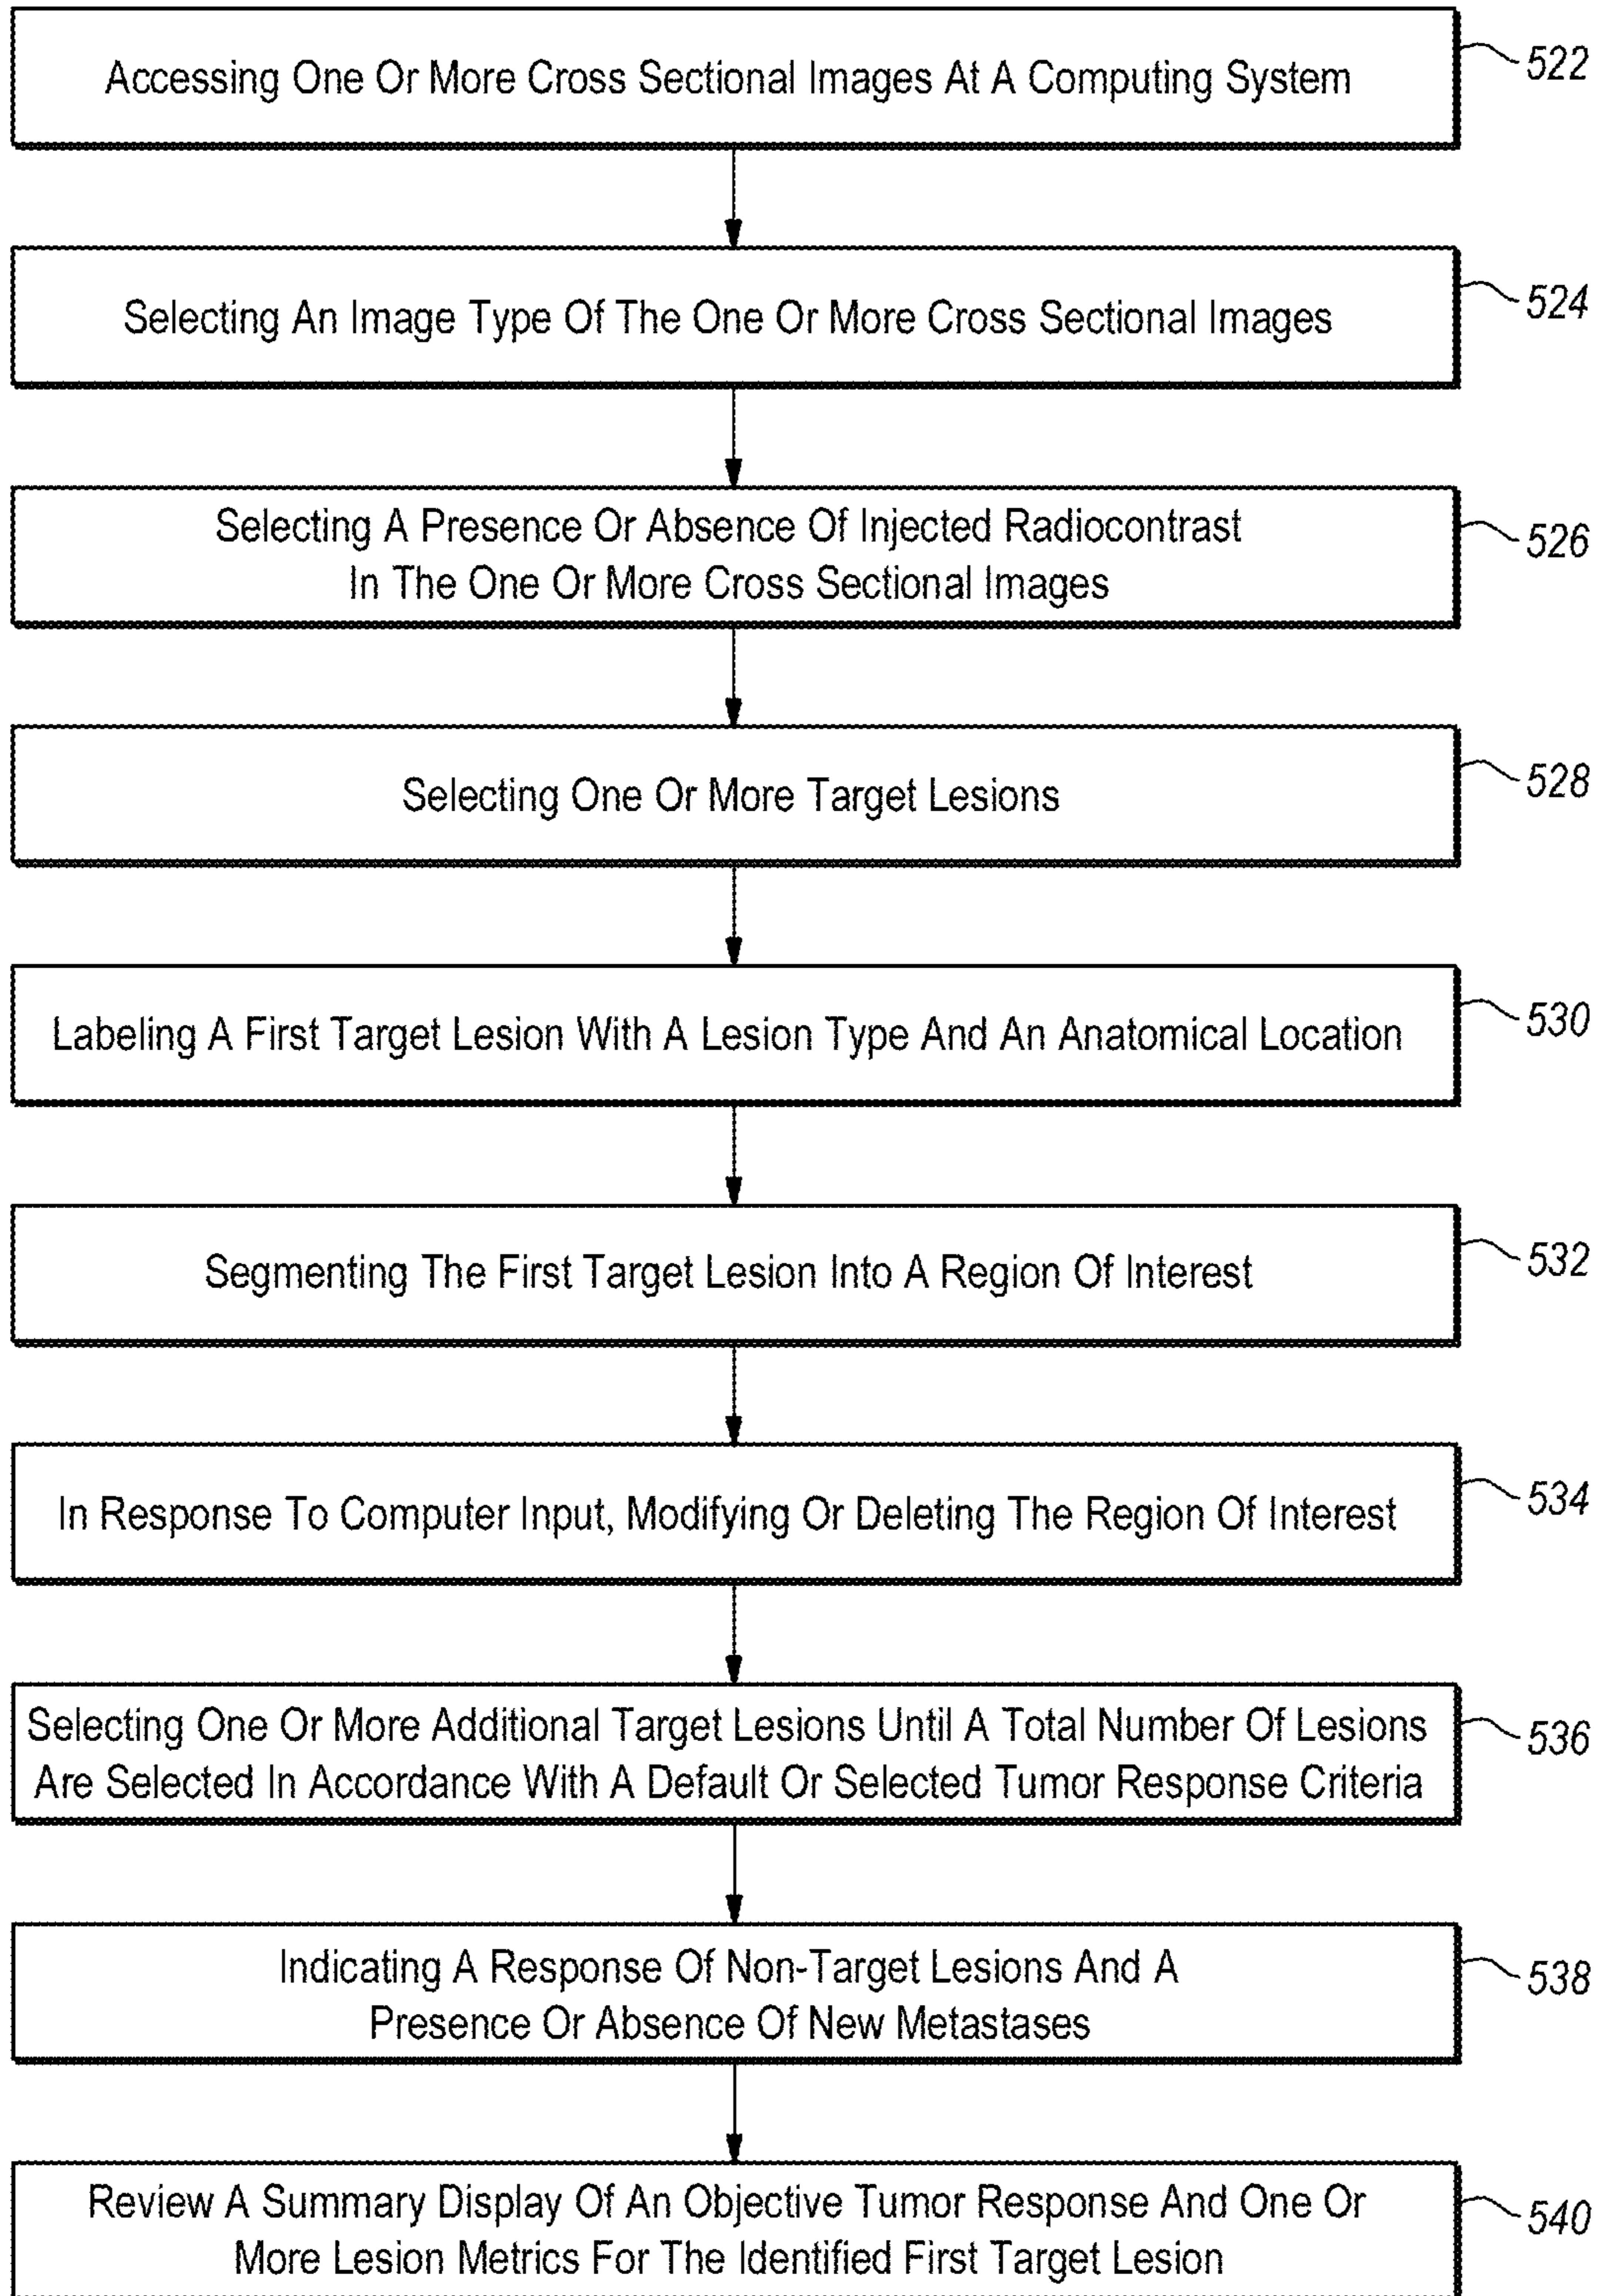 Accessing One Or More Cross Sectional Images At A Computing System
522
Selecting An Image Type Of The One Or More Cross Sectional Images
524
Selecting A Presence Or Absence Of Injected Radiocontrast
In The One Or More Cross Sectional Images
526
Selecting One Or More Target Lesions
528
Labeling A First Target Lesion With A Lesion Type And An Anatomical Location
530
Segmenting The First Target Lesion Into A Region Of Interest
532
In Response To Computer Input, Modifying Or Deleting The Region Of Interest
534
Selecting One Or More Additional Target Lesions Until A Total Number Of Lesions
Are Selected In Accordance With A Default Or Selected Tumor Response Criteria
536
Indicating A Response Of Non-Target Lesions And A
Presence Or Absence Of New Metastases
538
Review A Summary Display Of An Objective Tumor Response And One Or
More Lesion Metrics For The Identified First Target Lesion
540